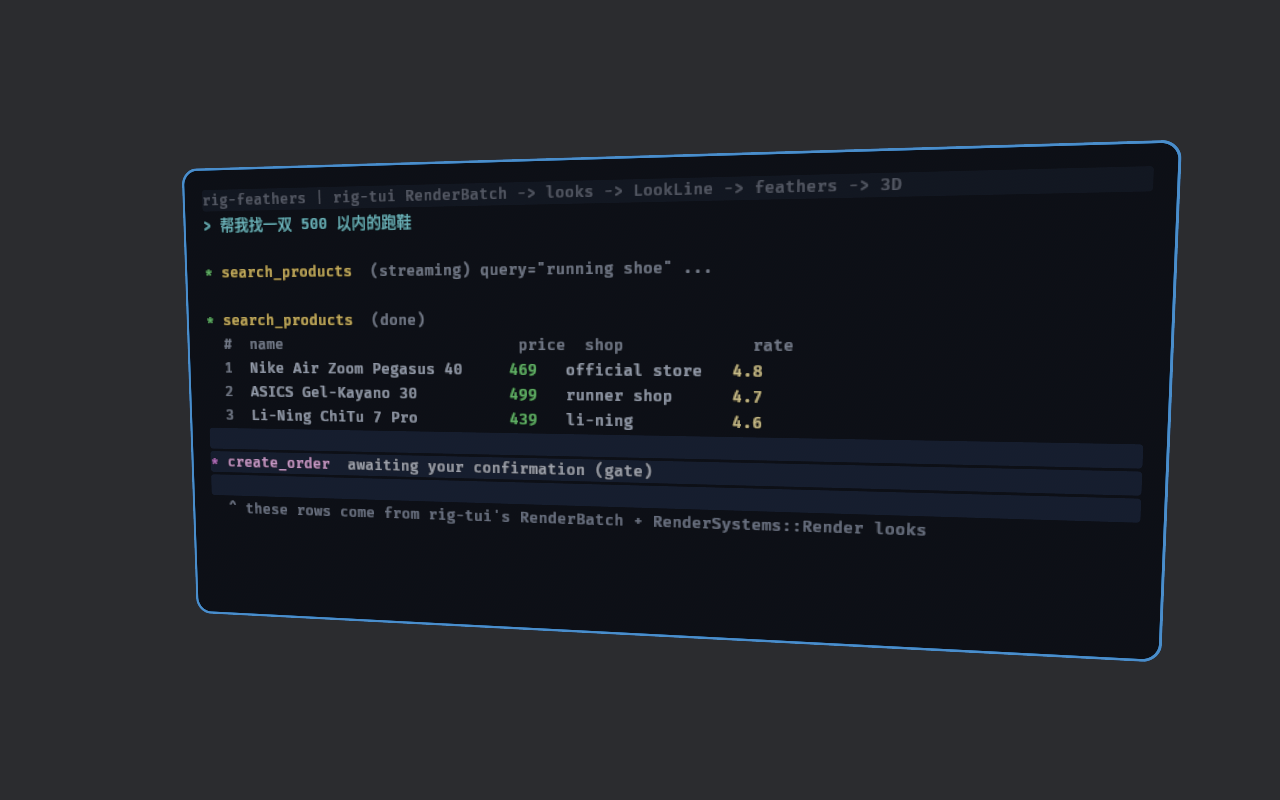 rig-feathers | rig-tui RenderBatch -> looks -> LookLine -> feathers -> 3D
> 帮我找一双 500 以内的跑鞋
* search_products (streaming) query="running shoe" ...
* search_products (done)
# name price shop rate
1 Nike Air Zoom Pegasus 40 469 official store 4.8
2 ASICS Gel-Kayano 30 499 runner shop 4.7
3 Li-Ning ChiTu 7 Pro 439 li-ning 4.6
* create_order awaiting your confirmation (gate)
^ these rows come from rig-tui's RenderBatch + RenderSystems::Render looks